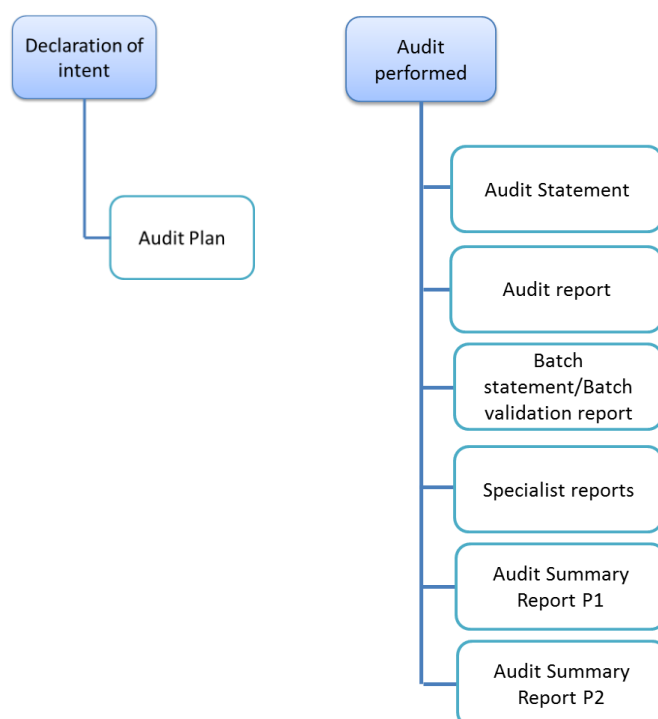 Declaration of
intent
Audit Plan
Audit
performed
Audit Statement
Audit report
Batch
statement/Batch
validation report
Specialist reports
Audit Summary
Report P1
Audit Summary
Report P2